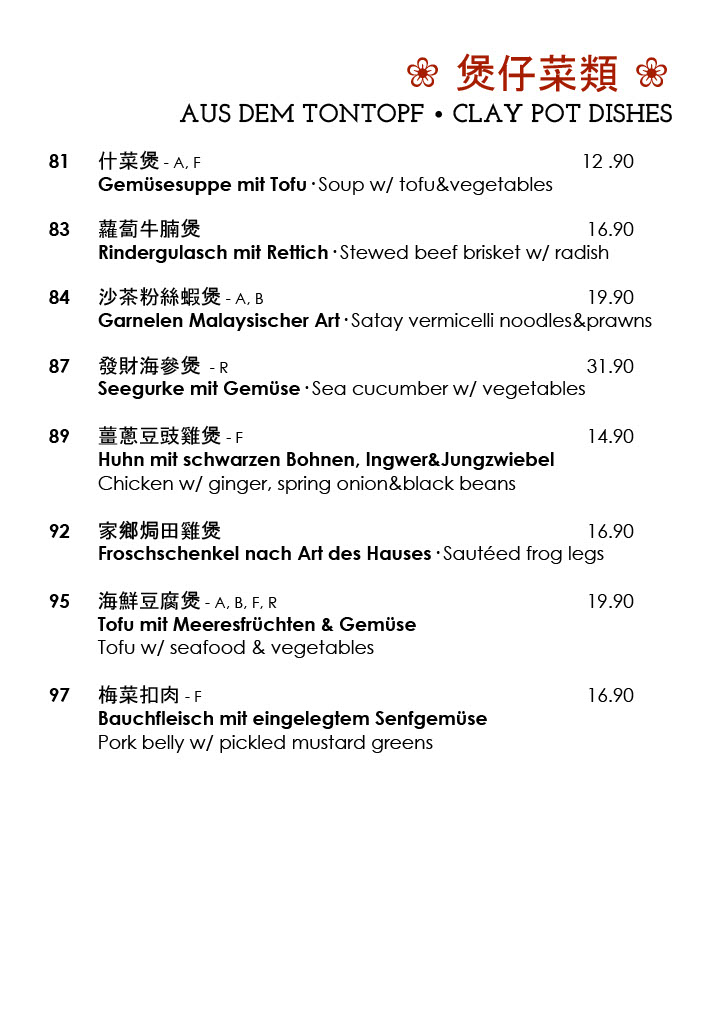 煲仔菜類
AUS DEM TONTOPF • CLAY POT DISHES
81 什菜煲 - A, F 12 .90
Gemüsesuppe mit Tofu·Soup w/ tofu&vegetables
83 蘿蔔牛腩煲 16.90
Rindergulasch mit Rettich·Stewed beef brisket w/ radish
84 沙茶粉絲蝦煲 - A, B 19.90
Garnelen Malaysischer Art·Satay vermicelli noodles&prawns
87 發財海參煲 - R 31.90
Seegurke mit Gemüse·Sea cucumber w/ vegetables
89 薑蔥豆豉雞煲 - F 14.90
Huhn mit schwarzen Bohnen, Ingwer&Jungzwiebel
Chicken w/ ginger, spring onion&black beans
92 家鄉焗田雞煲 16.90
Froschschenkel nach Art des Hauses·Sautéed frog legs
95 海鮮豆腐煲 - A, B, F, R 19.90
Tofu mit Meeresfrüchten & Gemüse
Tofu w/ seafood & vegetables
97 梅菜扣肉 - F 16.90
Bauchfleisch mit eingelegtem Senfgemüse
Pork belly w/ pickled mustard greens